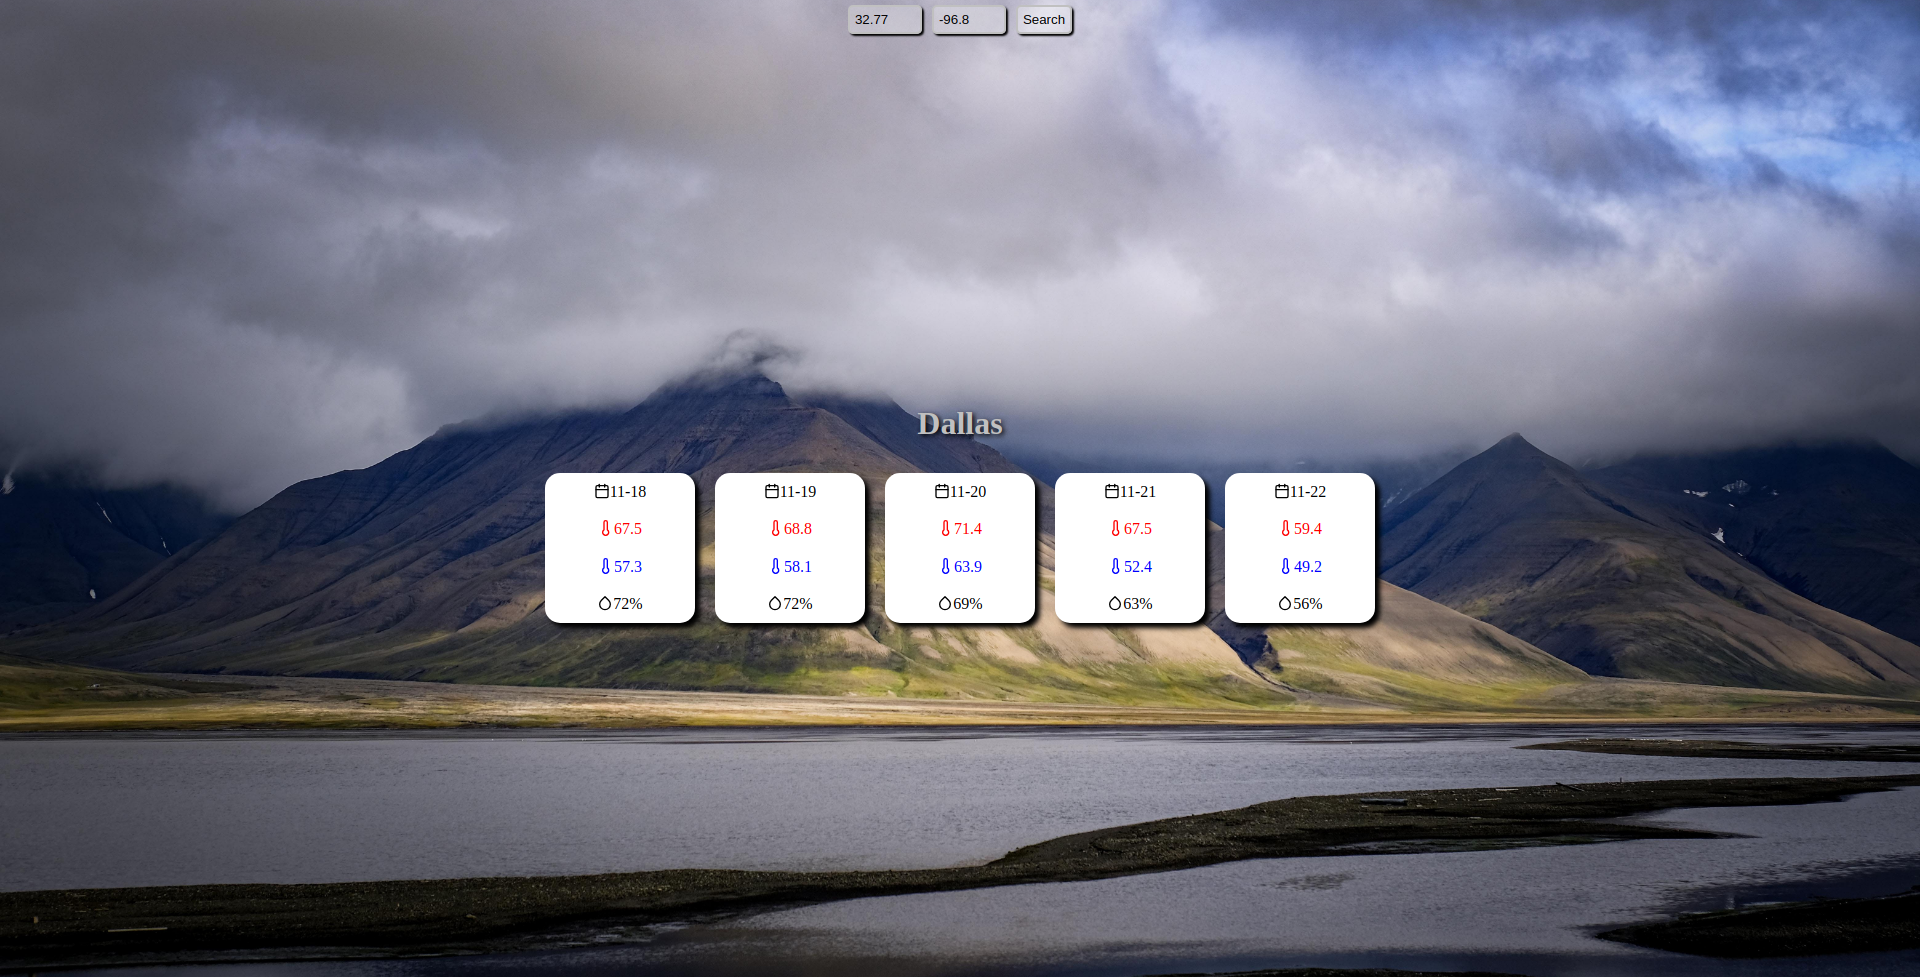 32.77 -96.8 Search
Dallas
11-18 11-19 11-20 11-21 11-22
67.5 68.8 71.4 67.5 59.4
57.3 58.1 63.9 52.4 49.2
72% 72% 69% 63% 56%